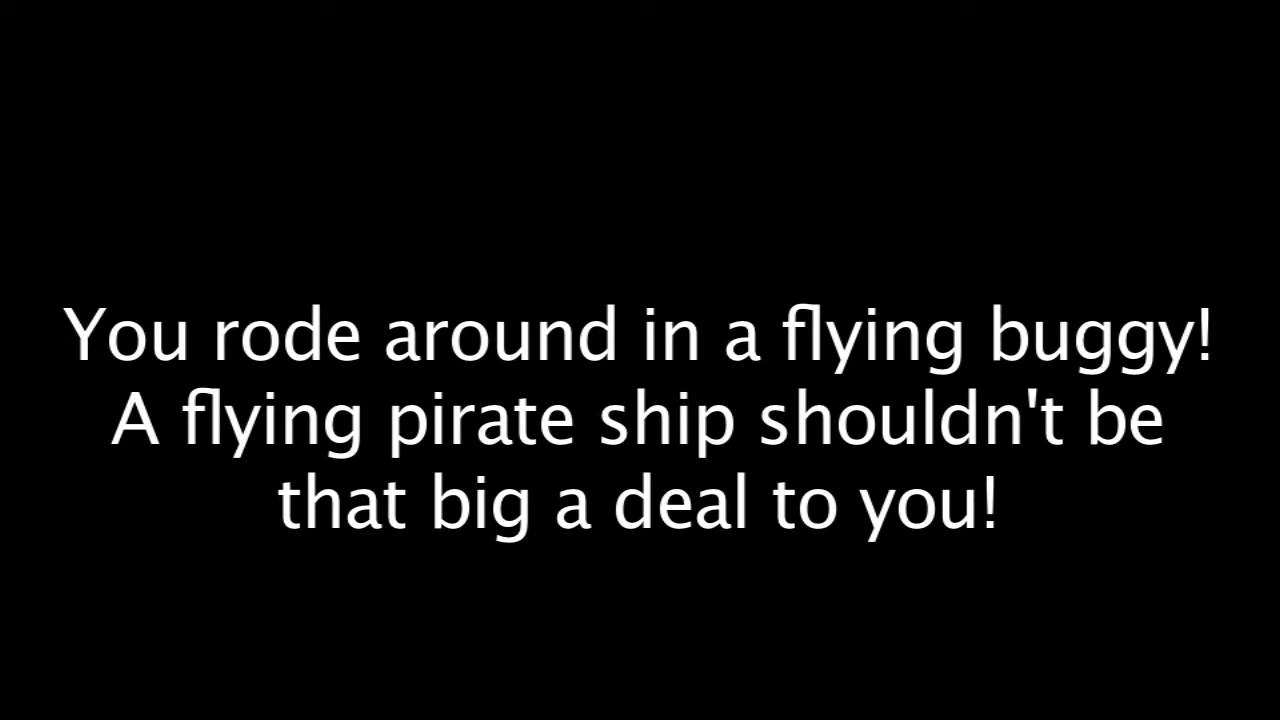 You rode around in a flying buggy!
A flying pirate ship shouldn't be
that big a deal to you!